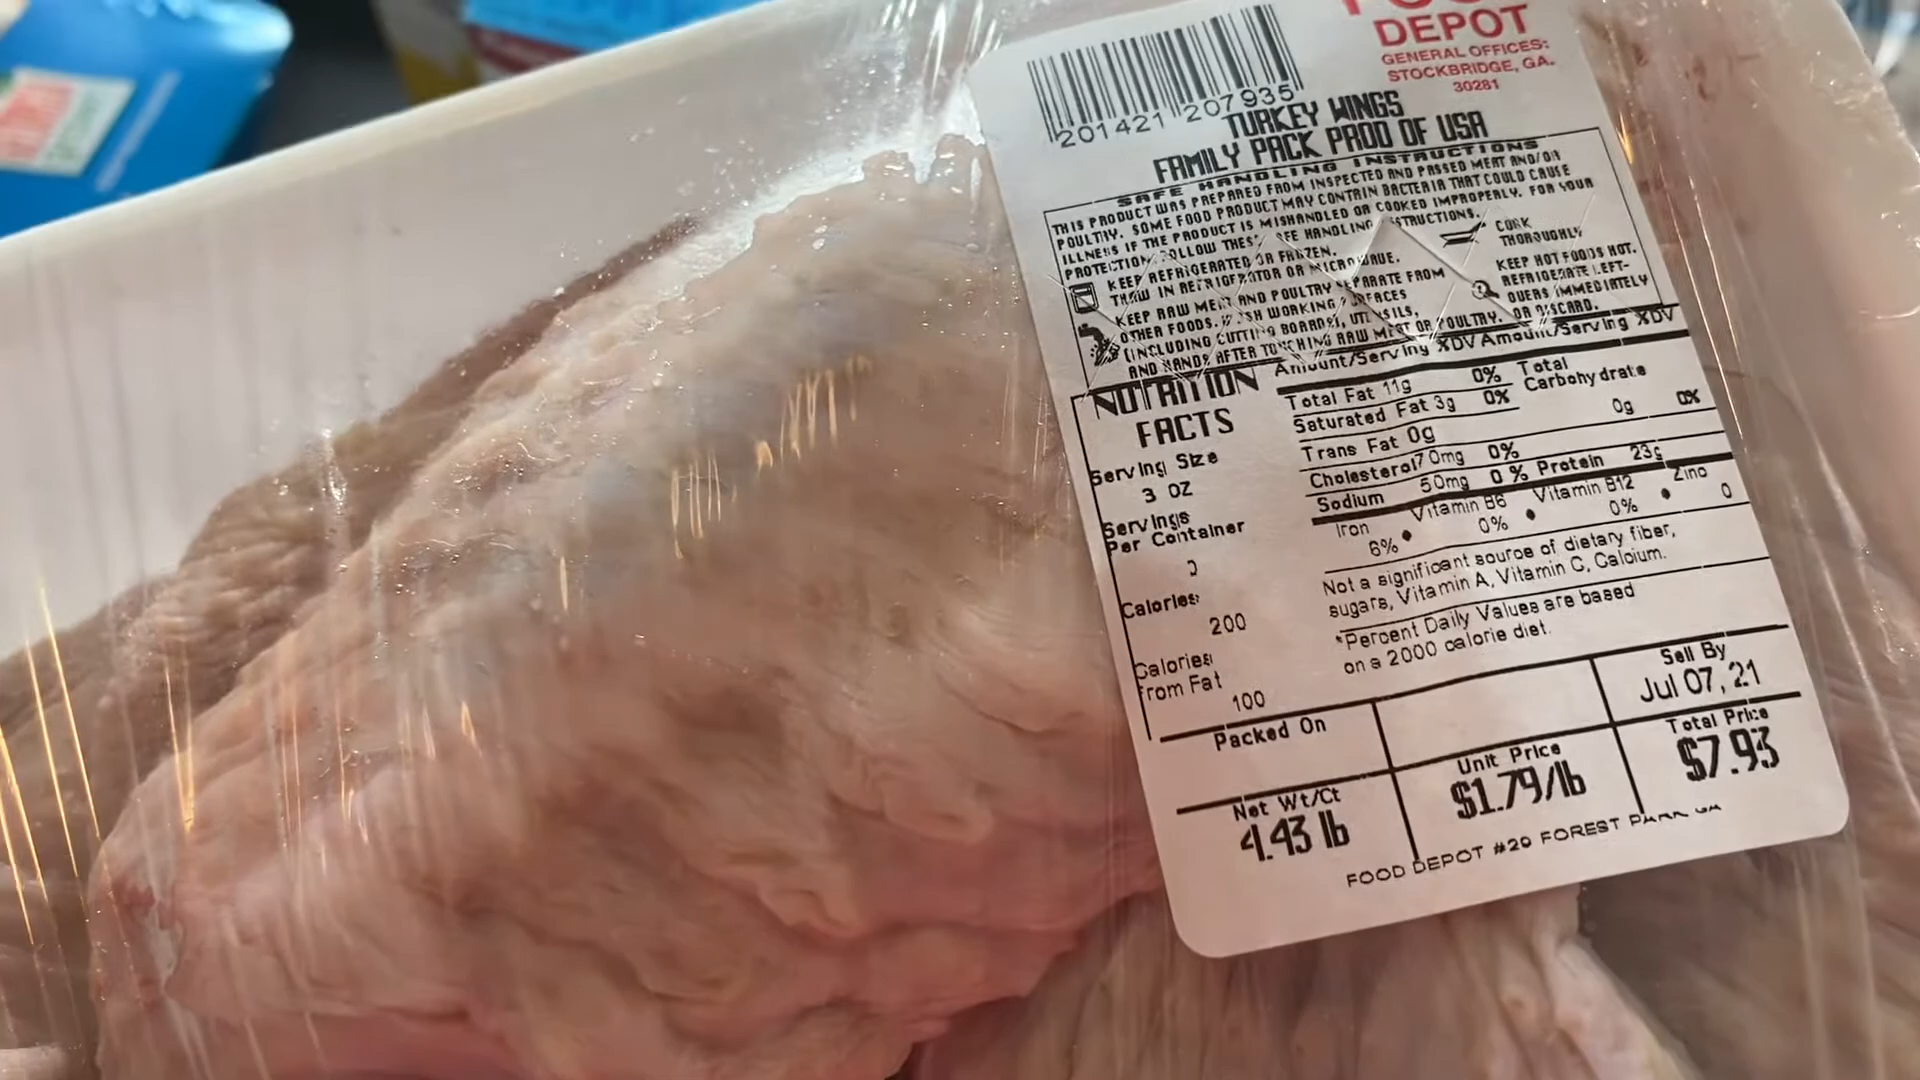 DEPOT
GENERAL OFFICES:
STOCKBRIDGE, GA.
30281
201421 207935
TURKEY WINGS
FAMILY PACK PROD OF USA
SAFE HANDLING INSTRUCTIONS
THIS PRODUCT WAS PREPARED FROM INSPECTED AND PASSED MEAT AND/OR
POULTRY. SOME FOOD PRODUCT MAY CONTAIN BACTERIA THAT COULD CAUSE
ILLNESS IF THE PRODUCT IS MISHANDLED OR COOKED IMPROPERLY. FOR YOUR
PROTECTION, FOLLOW THESE SAFE HANDLING INSTRUCTIONS.
KEEP REFRIGERATED OR FROZEN.
THAW IN REFRIGERATOR OR MICROWAVE.
COOK
THOROUGHLY
KEEP RAW MEAT AND POULTRY SEPARATE FROM
OTHER FOODS. WASH WORKING SURFACES
(INCLUDING CUTTING BOARDS), UTENSILS,
AND HANDS AFTER TOUCHING RAW MEAT OR POULTRY.
KEEP HOT FOODS HOT.
REFRIGERATE LEFT-
OVERS IMMEDIATELY
OR DISCARD.
NUTRITION
FACTS
Serving Size
3 OZ
Servings
Per Container
Calories
200
Calories
from Fat
100
Amount/Serving %DV Amount/Serving %DV
Total Fat 11g 0% Total
Carbohydrate
Saturated Fat 3g 0%
0g 0%
Trans Fat 0g
Cholesterol 70mg 0%
Sodium 50mg 0% Protein 23g
Iron 6% • Vitamin B6 0% • Vitamin B12 0% • Zinc 0
Not a significant source of dietary fiber,
sugars, Vitamin A, Vitamin C, Calcium.
*Percent Daily Values are based
on a 2000 calorie diet.
Sell By
Jul 07, 21
Packed On
Net Wt/Ct
4.43 lb
Unit Price
$1.79/lb
Total Price
$7.93
FOOD DEPOT #20 FOREST PARK GA